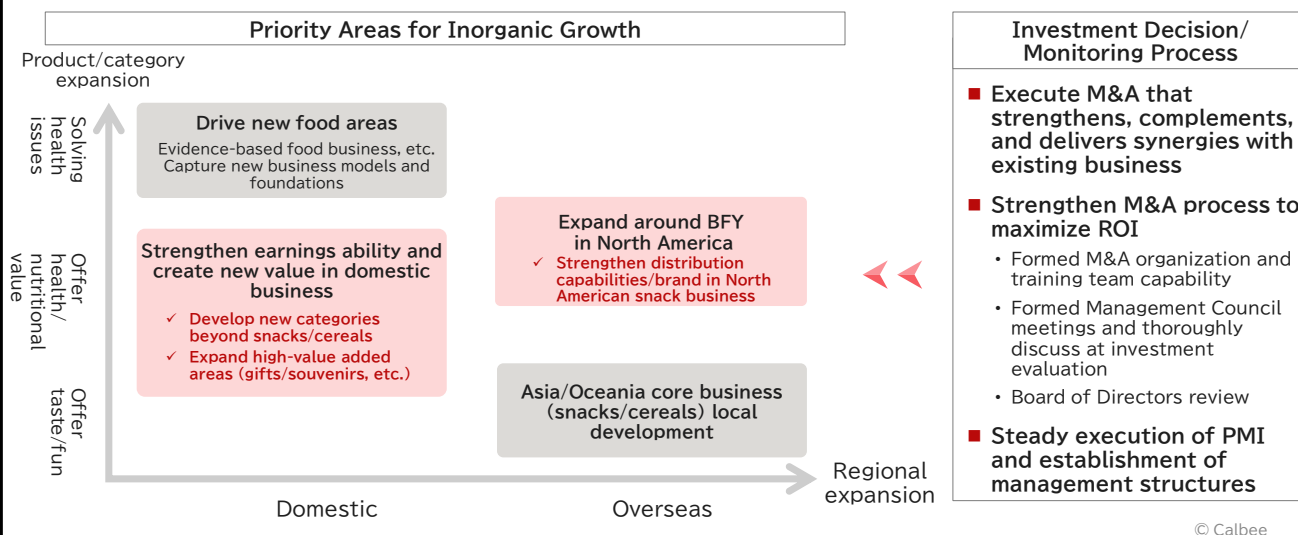 Priority Areas for Inorganic Growth
Product/category
expansion
Solving
health
issues
Offer
health/
nutritional
value
Offer
taste/fun
Drive new food areas
Evidence-based food business, etc.
Capture new business models and
foundations
Strengthen earnings ability and
create new value in domestic
business
✓ Develop new categories
beyond snacks/cereals
✓ Expand high-value added
areas (gifts/souvenirs, etc.)
Expand around BFY
in North America
✓ Strengthen distribution
capabilities/brand in North
American snack business
Asia/Oceania core business
(snacks/cereals) local
development
Regional
expansion
Domestic
Overseas
Investment Decision/
Monitoring Process
■ Execute M&A that
strengthens, complements,
and delivers synergies with
existing business
■ Strengthen M&A process to
maximize ROI
• Formed M&A organization and
training team capability
• Formed Management Council
meetings and thoroughly
discuss at investment
evaluation
• Board of Directors review
■ Steady execution of PMI
and establishment of
management structures
© Calbee